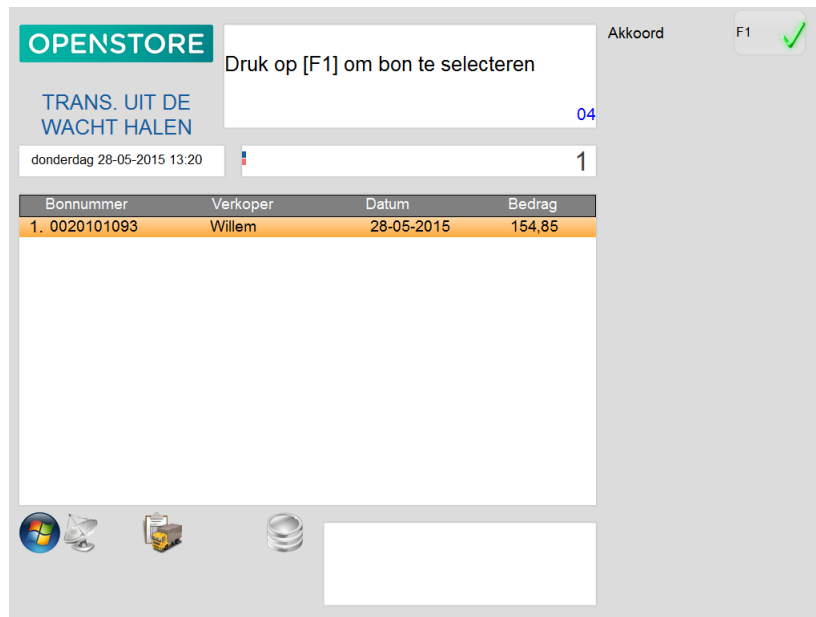 OPENSTORE
Druk op [F1] om bon te selecteren
04
Akkoord
F1
TRANS. UIT DE
WACHT HALEN
donderdag 28-05-2015 13:20
1
Bonnummer Verkoper Datum Bedrag
1. 0020101093 Willem 28-05-2015 154,85